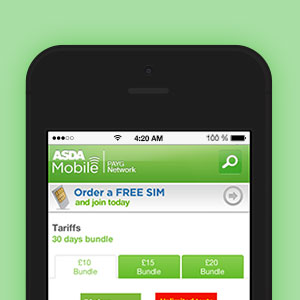 4:20 AM 100 %
ASDA
Mobile PAYG
Network
Order a FREE SIM
and join today
Tariffs
30 days bundle
£10
Bundle
£15
Bundle
£20
Bundle